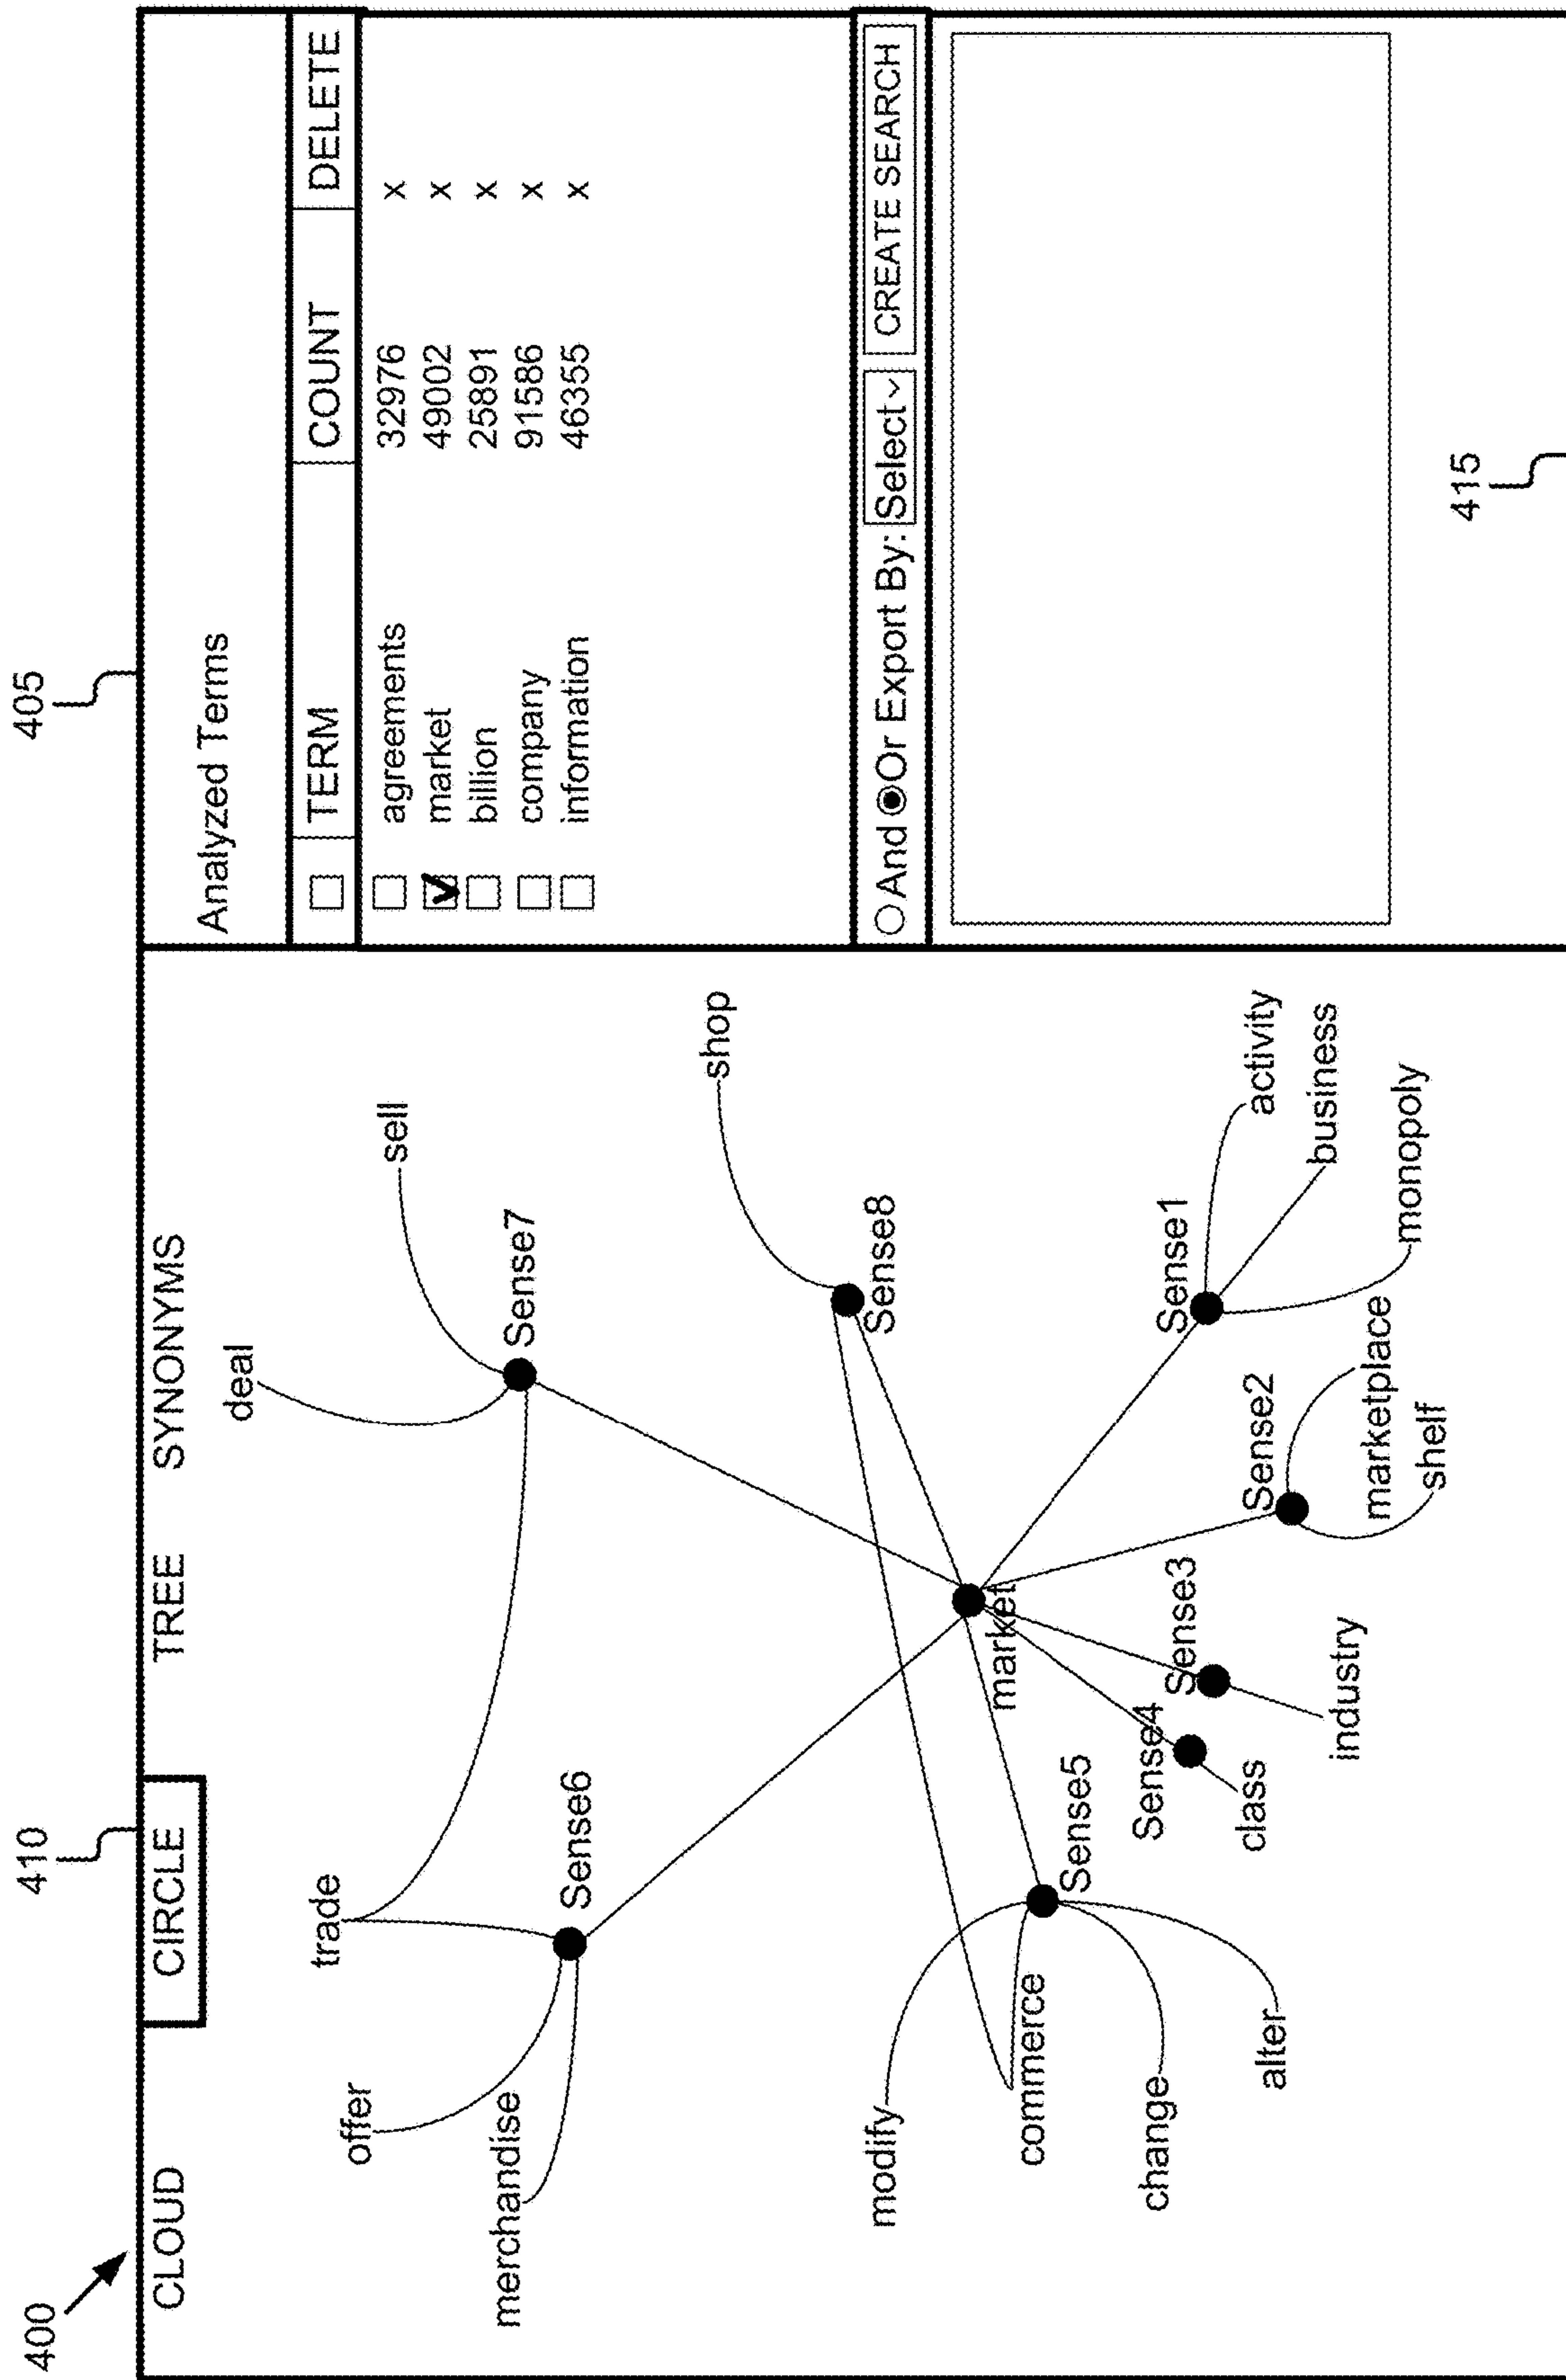 400
410
405
CLOUD CIRCLE TREE SYNONYMS
Analyzed Terms
TERM COUNT DELETE
agreements 32976 x
market 49002 x
billion 25891 x
company 91586 x
information 46355 x
And Or Export By: Select CREATE SEARCH
415
deal
trade
offer
sell
merchandise
Sense7
Sense6
shop
modify
Sense8
market
commerce
Sense5
change
Sense4
Sense3
Sense1
activity
alter
class
Sense2
business
industry
marketplace
monopoly
shelf